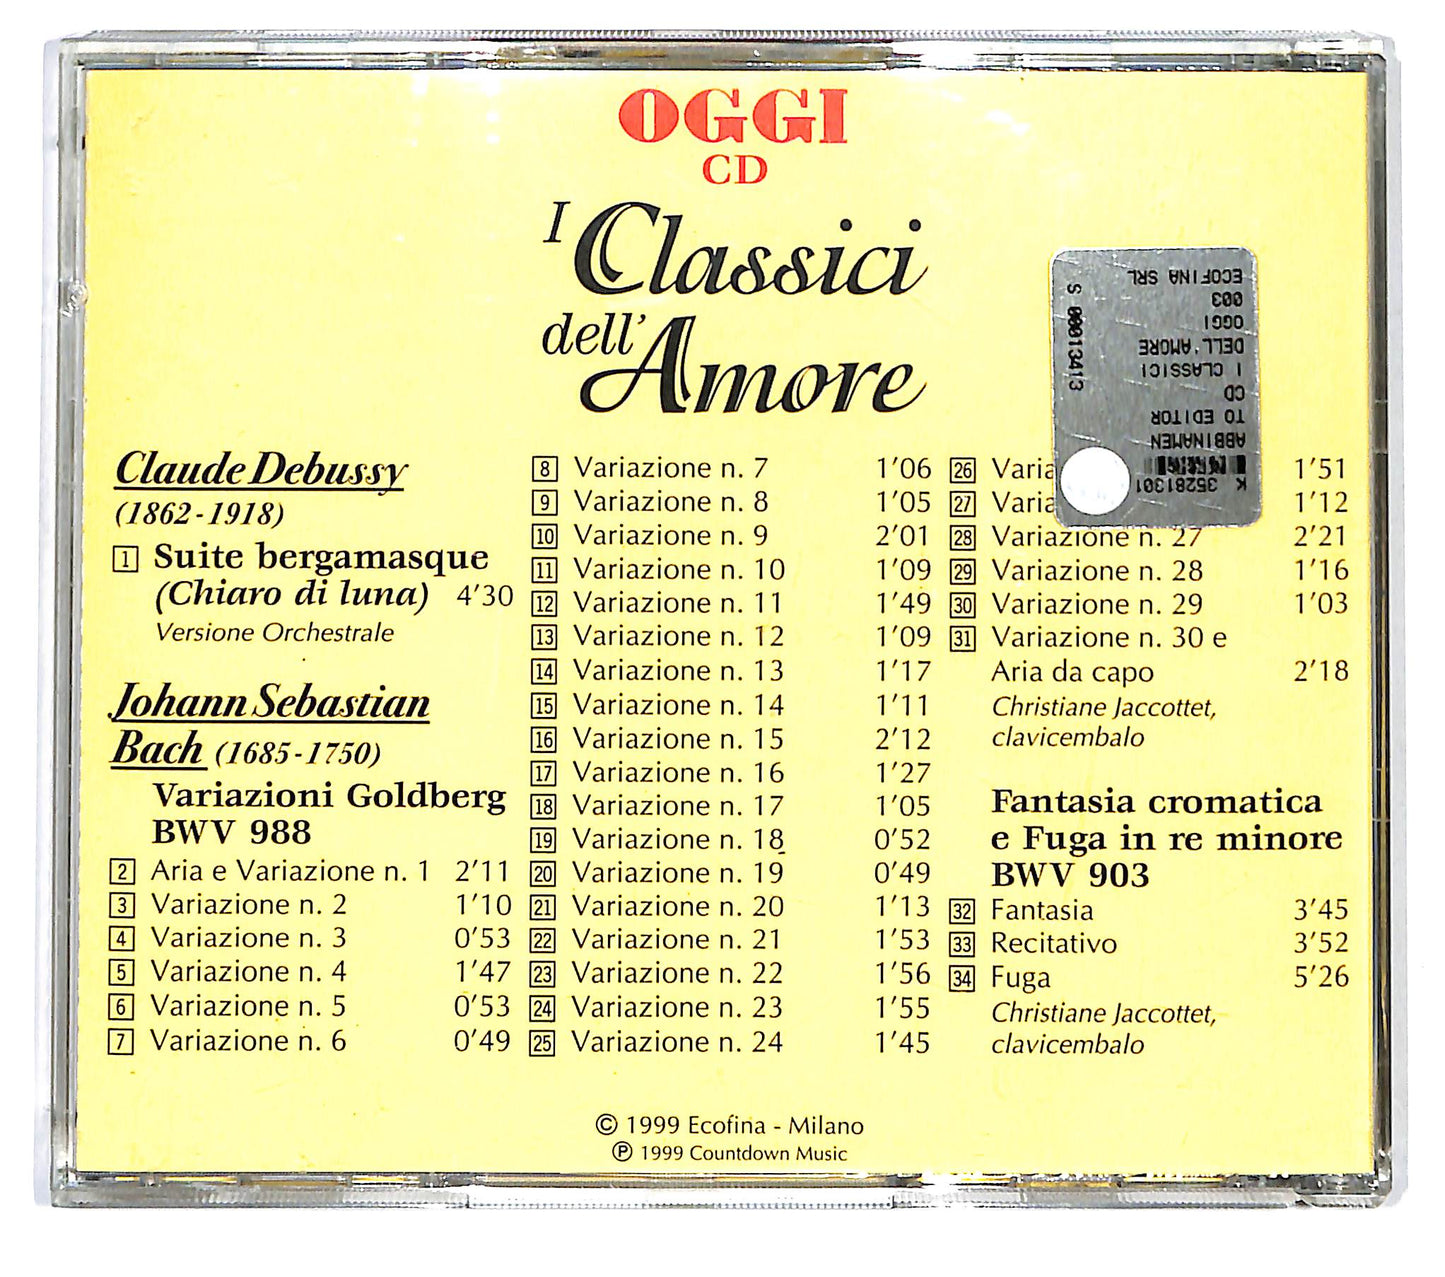 OGGI
CD
I Classici
dell'Amore
ECOFINA SRL
003
OGGI
DELL'AMORE
I CLASSICI
CD
TO EDITOR
ABBINAMEN
K 35281301
S 00013413
Claude Debussy
(1862-1918)
1 Suite bergamasque
(Chiaro di luna) 4'30
Versione Orchestrale
Johann Sebastian
Bach (1685-1750)
Variazioni Goldberg
BWV 988
2 Aria e Variazione n. 1 2'11
3 Variazione n. 2 1'10
4 Variazione n. 3 0'53
5 Variazione n. 4 1'47
6 Variazione n. 5 0'53
7 Variazione n. 6 0'49
8 Variazione n. 7 1'06
9 Variazione n. 8 1'05
10 Variazione n. 9 2'01
11 Variazione n. 10 1'09
12 Variazione n. 11 1'49
13 Variazione n. 12 1'09
14 Variazione n. 13 1'17
15 Variazione n. 14 1'11
16 Variazione n. 15 2'12
17 Variazione n. 16 1'27
18 Variazione n. 17 1'05
19 Variazione n. 18 0'52
20 Variazione n. 19 0'49
21 Variazione n. 20 1'13
22 Variazione n. 21 1'53
23 Variazione n. 22 1'56
24 Variazione n. 23 1'55
25 Variazione n. 24 1'45
26 Varia 1'51
27 Varia 1'12
28 Variazione n. 27 2'21
29 Variazione n. 28 1'16
30 Variazione n. 29 1'03
31 Variazione n. 30 e
Aria da capo 2'18
Christiane Jaccottet,
clavicembalo
Fantasia cromatica
e Fuga in re minore
BWV 903
32 Fantasia 3'45
33 Recitativo 3'52
34 Fuga 5'26
Christiane Jaccottet,
clavicembalo
© 1999 Ecofina - Milano
℗ 1999 Countdown Music